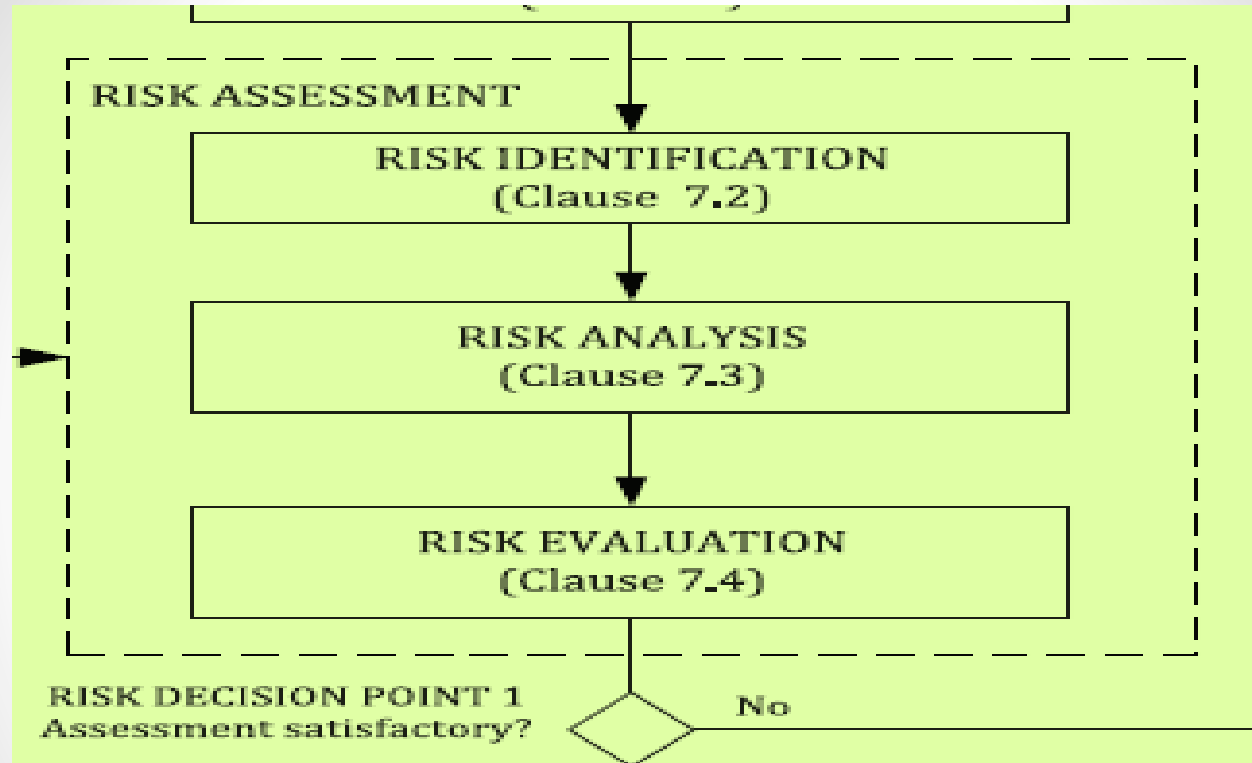 RISK ASSESSMENT
RISK IDENTIFICATION
(Clause 7.2)
RISK ANALYSIS
(Clause 7.3)
RISK EVALUATION
(Clause 7.4)
RISK DECISION POINT 1
Assessment satisfactory?
No